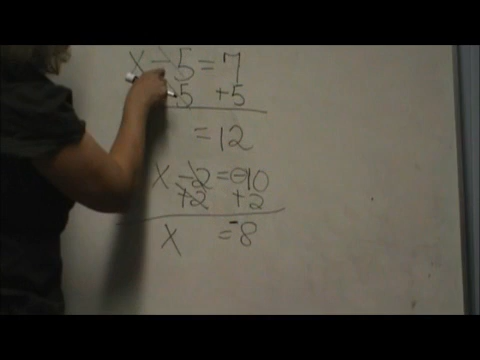 x - 5 = 7
5 +5
= 12
x - 2 = -10
+2 +2
x = -8